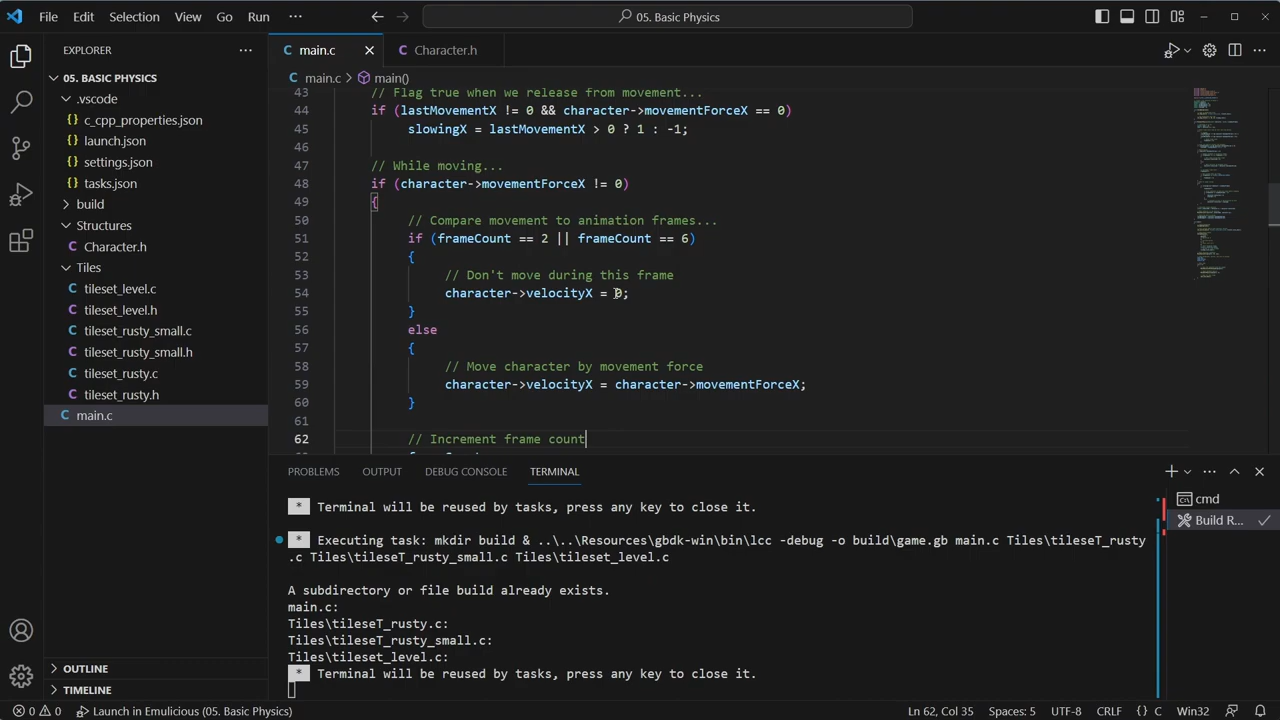 File Edit Selection View Go Run ··· 05. Basic Physics
EXPLORER ···
05. BASIC PHYSICS
.vscode
{} c_cpp_properties.json
{} launch.json
{} settings.json
{} tasks.json
build
Structures
C Character.h
Tiles
C tileset_level.c
C tileset_level.h
C tileset_rusty_small.c
C tileset_rusty_small.h
C tileset_rusty.c
C tileset_rusty.h
C main.c
OUTLINE
TIMELINE
C main.c C Character.h
C main.c > main()
43 // Flag true when we release from movement...
44 if (lastMovementX != 0 && character->movementForceX == 0)
45 slowingX = lastMovementX > 0 ? 1 : -1;
46
47 // While moving...
48 if (character->movementForceX != 0)
49 {
50 // Compare movement to animation frames...
51 if (frameCount == 2 || frameCount == 6)
52 {
53 // Don't move during this frame
54 character->velocityX = 0;
55 }
56 else
57 {
58 // Move character by movement force
59 character->velocityX = character->movementForceX;
60 }
61
62 // Increment frame count
PROBLEMS OUTPUT DEBUG CONSOLE TERMINAL
* Terminal will be reused by tasks, press any key to close it.
* Executing task: mkdir build & ..\..\Resources\gbdk-win\bin\lcc -debug -o build\game.gb main.c Tiles\tileseT_rusty
.c Tiles\tileseT_rusty_small.c Tiles\tileset_level.c
A subdirectory or file build already exists.
main.c:
Tiles\tileseT_rusty.c:
Tiles\tileseT_rusty_small.c:
Tiles\tileset_level.c:
* Terminal will be reused by tasks, press any key to close it.
cmd
Build R...
0 0 Launch in Emulicious (05. Basic Physics) Ln 62, Col 35 Spaces: 5 UTF-8 CRLF {} C Win32